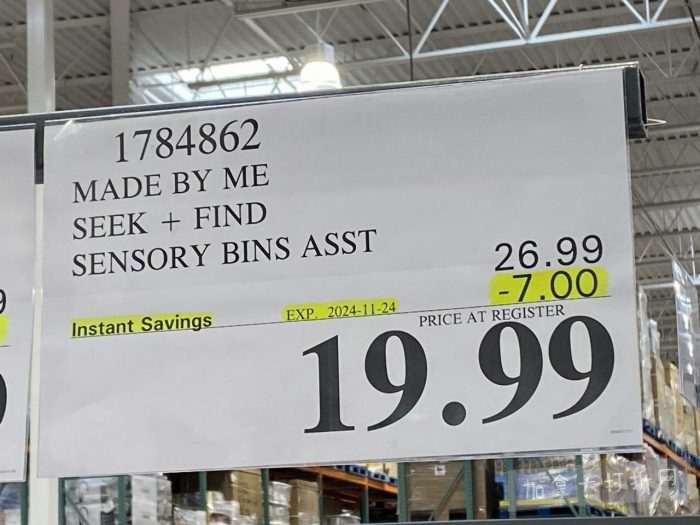 1784862
MADE BY ME
SEEK + FIND
SENSORY BINS ASST
26.99
-7.00
Instant Savings
EXP. 2024-11-24
PRICE AT REGISTER
19.99